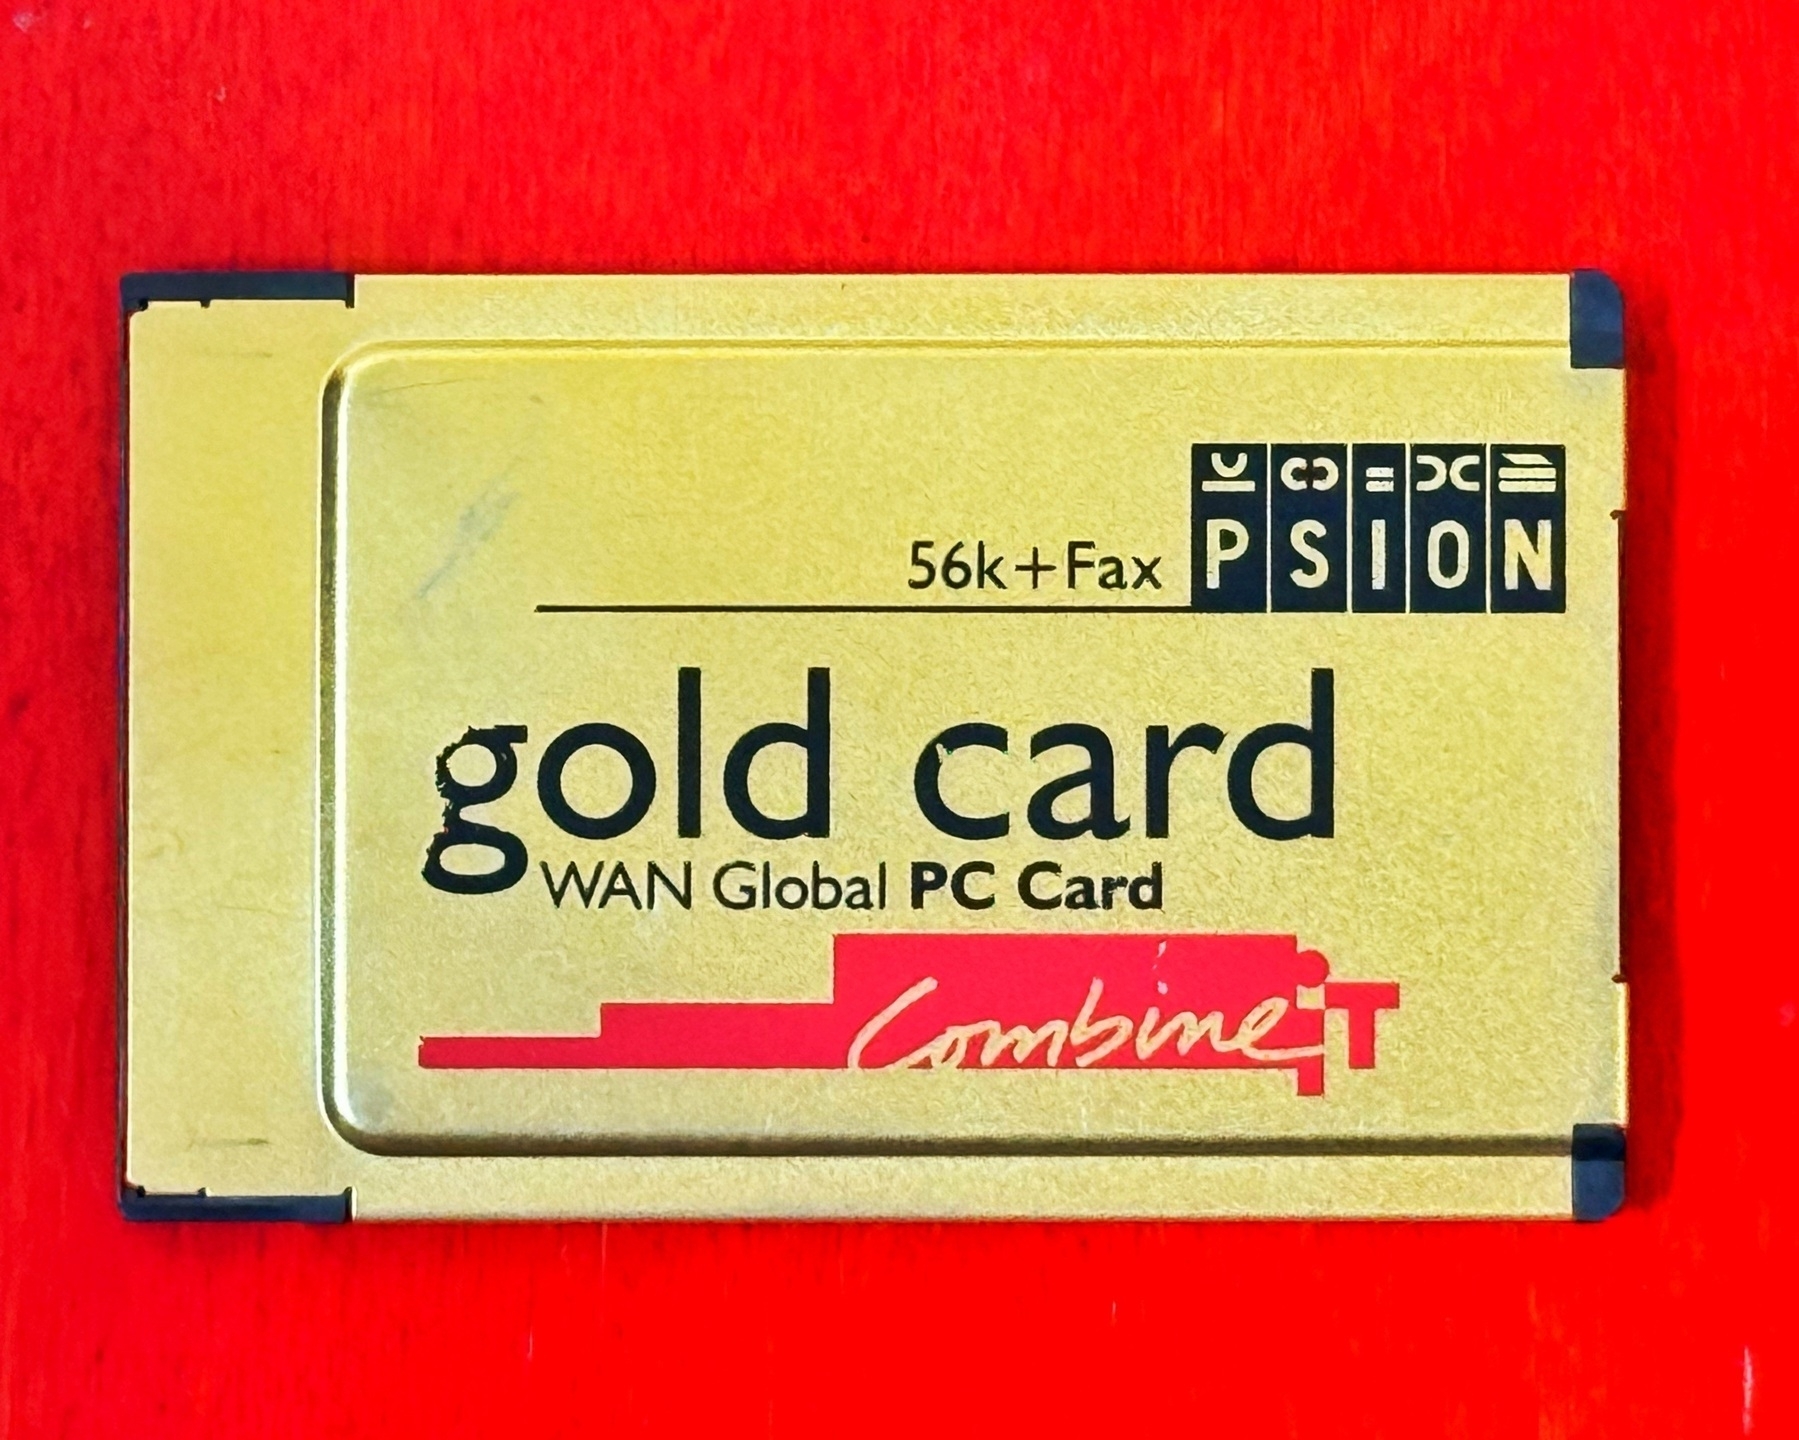 56k+Fax PSION
gold card
WAN Global PC Card
Combine iT